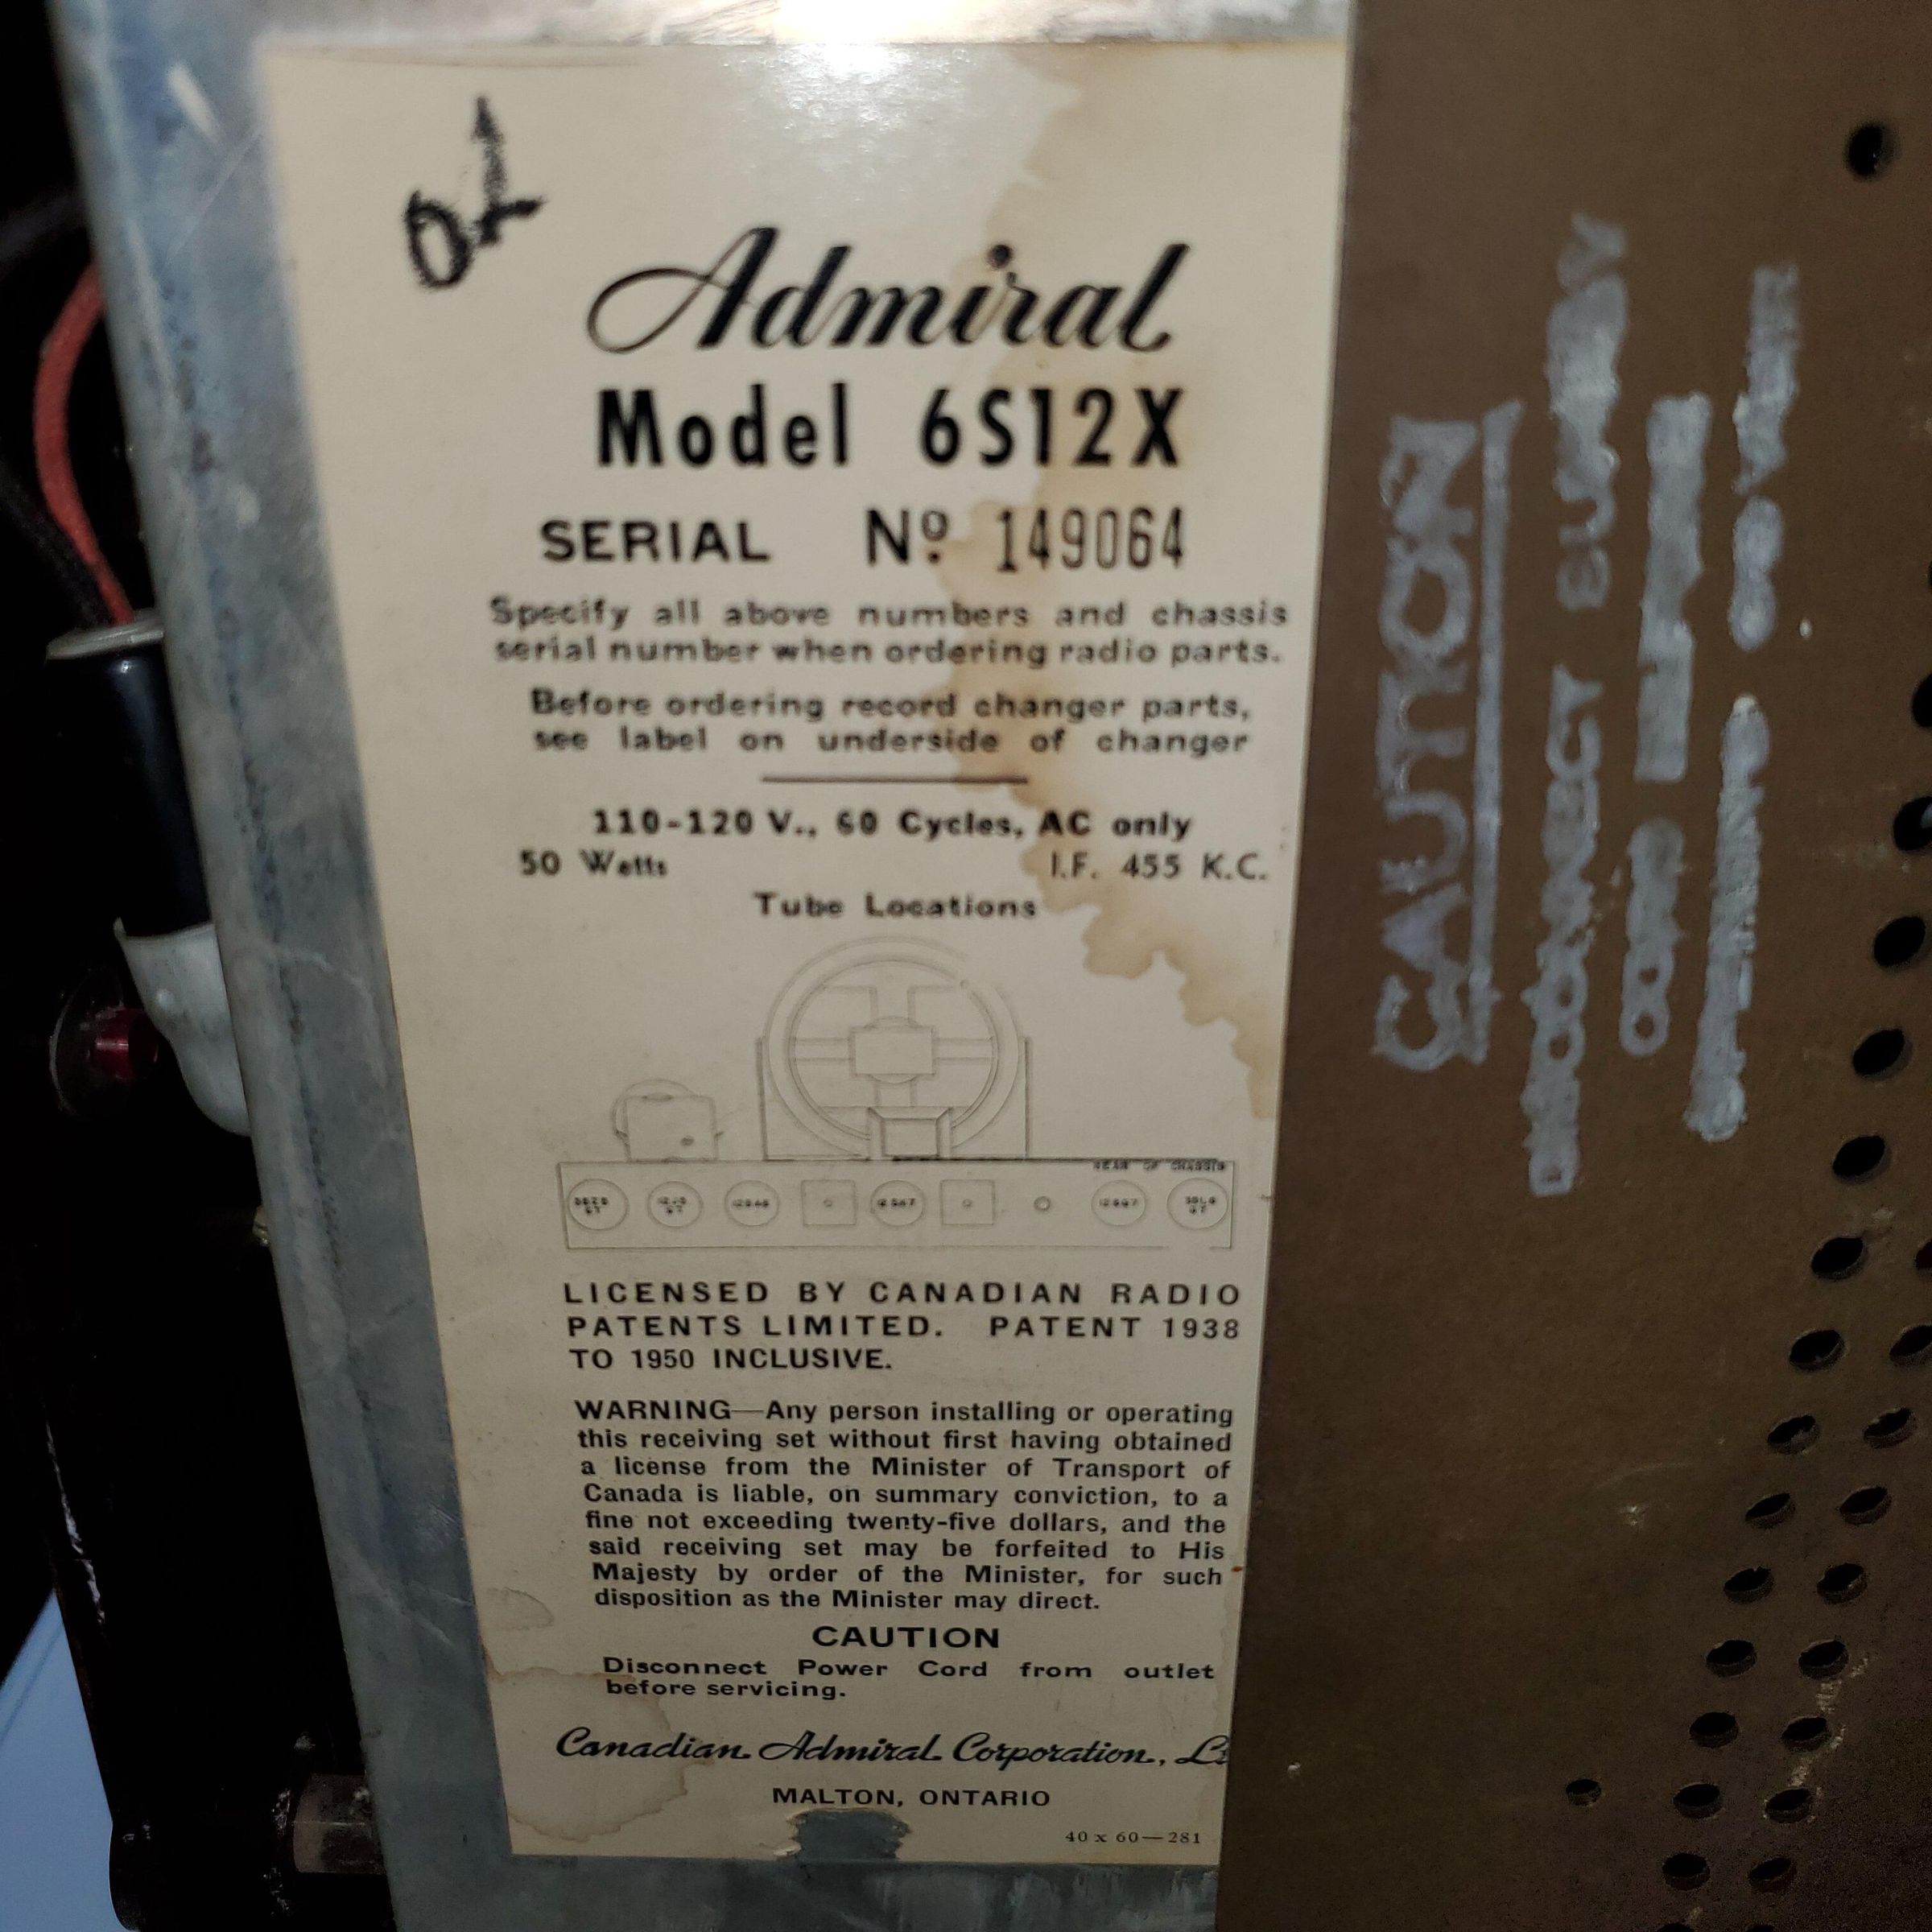 02
Admiral
Model 6S12X
SERIAL Nº 149064
Specify all above numbers and chassis
serial number when ordering radio parts.
Before ordering record changer parts,
see label on underside of changer
110-120 V., 60 Cycles, AC only
50 Watts I.F. 455 K.C.
Tube Locations
REAR OF CHASSIS
LICENSED BY CANADIAN RADIO
PATENTS LIMITED. PATENT 1938
TO 1950 INCLUSIVE.
WARNING—Any person installing or operating
this receiving set without first having obtained
a license from the Minister of Transport of
Canada is liable, on summary conviction, to a
fine not exceeding twenty-five dollars, and the
said receiving set may be forfeited to His
Majesty by order of the Minister, for such
disposition as the Minister may direct.
CAUTION
Disconnect Power Cord from outlet
before servicing.
Canadian Admiral Corporation,
MALTON, ONTARIO
40 x 60—281
CAUTION
DISCONNECT